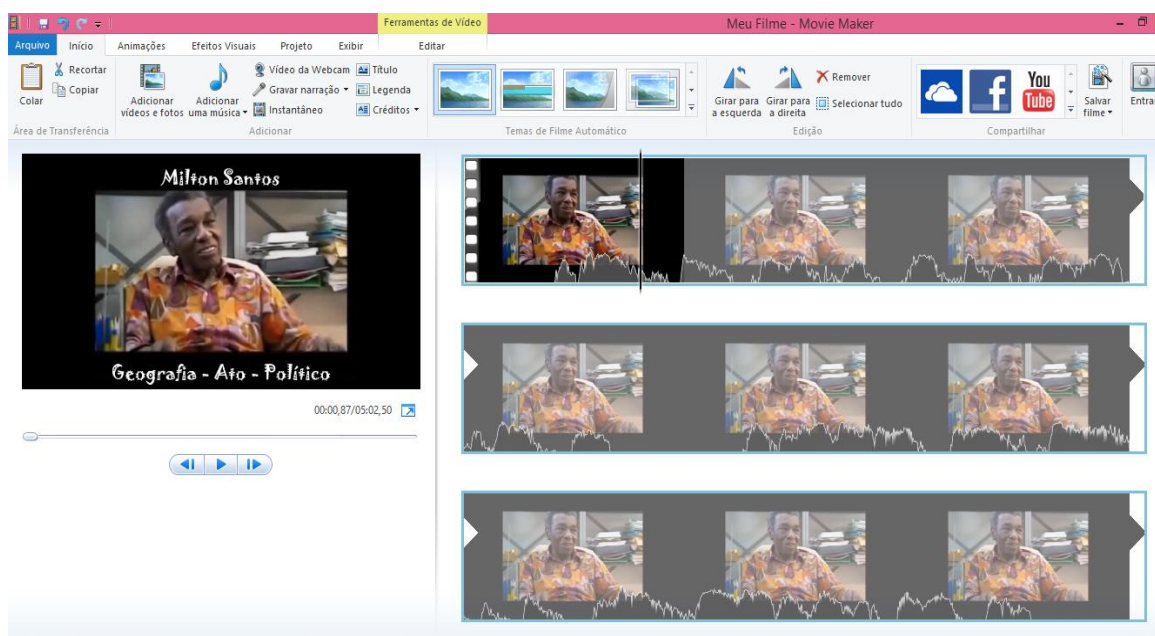 Ferramentas de Vídeo
Meu Filme - Movie Maker
Arquivo Início Animações Efeitos Visuais Projeto Exibir Editar
Colar
Recortar
Copiar
Área de Transferência
Adicionar vídeos e fotos
Adicionar uma música
Vídeo da Webcam
Gravar narração
Instantâneo
Título
Legenda
Créditos
Adicionar
Temas de Filme Automático
Girar para a esquerda
Girar para a direita
Remover
Selecionar tudo
Edição
f
You
Tube
Compartilhar
Salvar filme
Entrar
Milton Santos
Geografia - Ato - Político
00:00,87/05:02,50